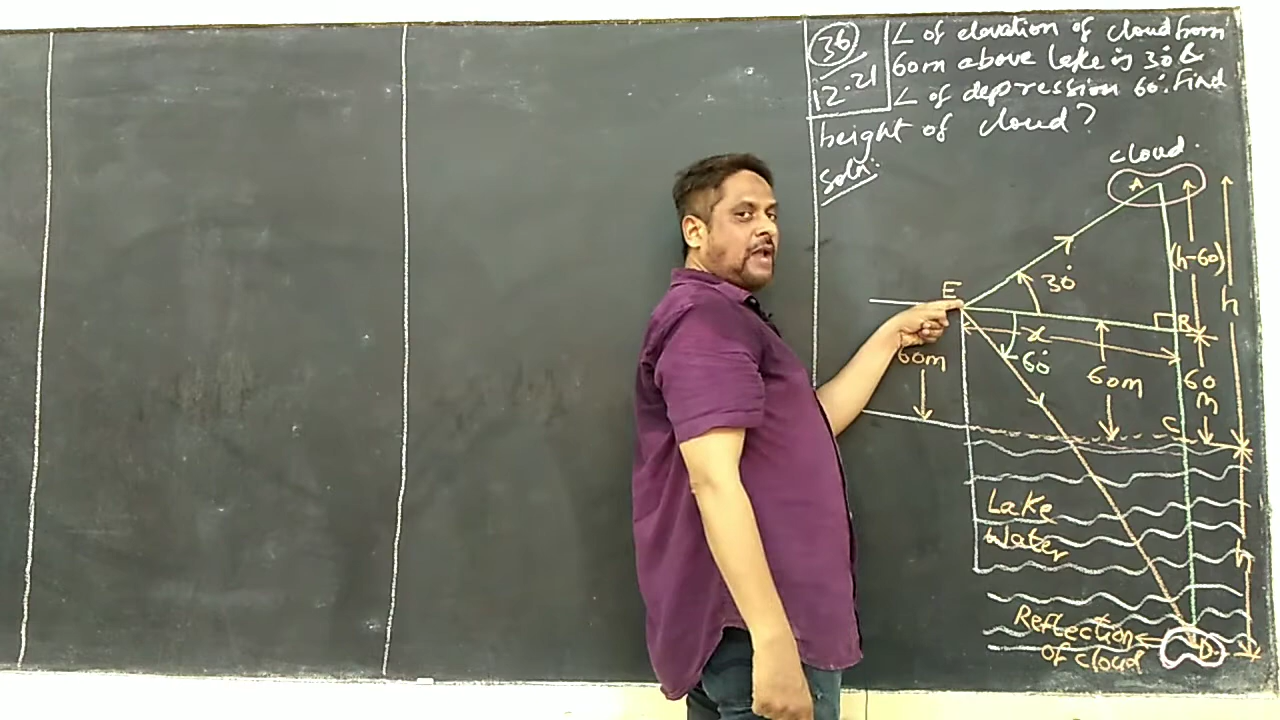 36
12.21
∠ of elevation of cloud from
60m above lake is 30° &
∠ of depression 60°. Find
height of cloud?
Soln:
cloud.
A
(h-60)
h
30°
E
B
x
60°
60m
60m
60
m
C
Lake
Water
h
Reflection
of cloud
D